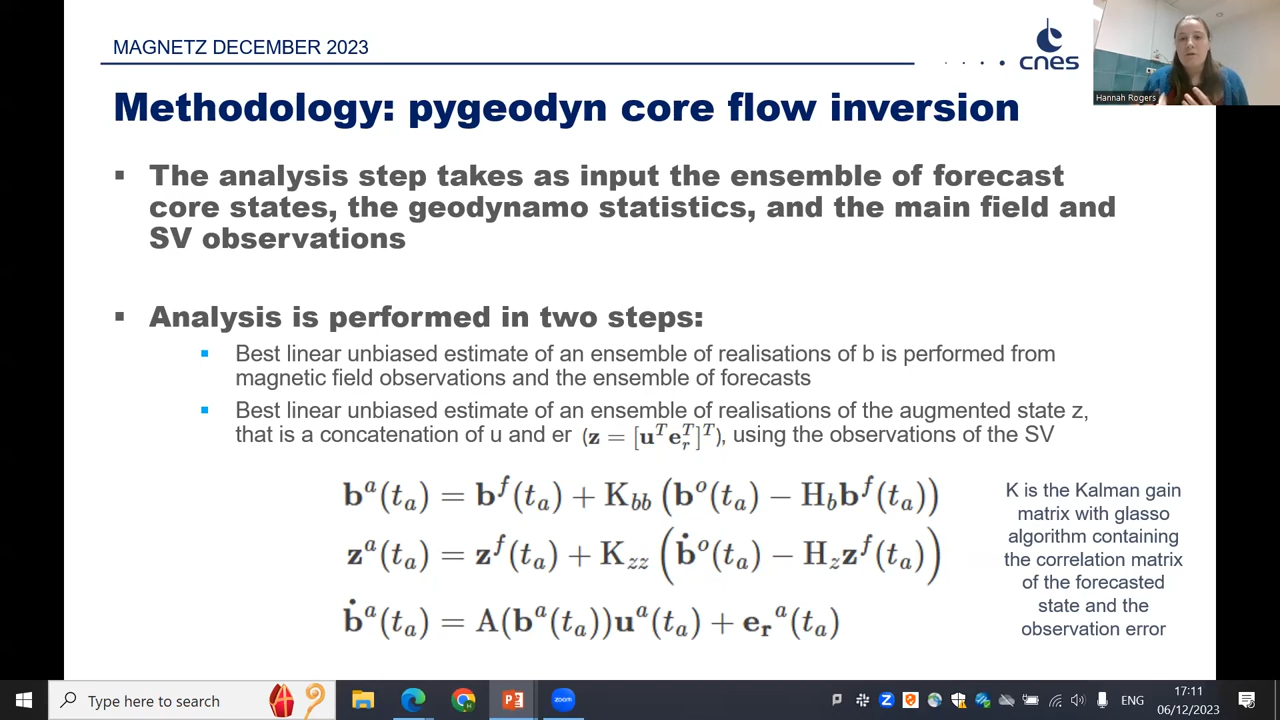 MAGNETZ DECEMBER 2023
cnes
Hannah Rogers
Methodology: pygeodyn core flow inversion
▪ The analysis step takes as input the ensemble of forecast
core states, the geodynamo statistics, and the main field and
SV observations
▪ Analysis is performed in two steps:
▪ Best linear unbiased estimate of an ensemble of realisations of b is performed from
magnetic field observations and the ensemble of forecasts
▪ Best linear unbiased estimate of an ensemble of realisations of the augmented state z,
that is a concatenation of u and er (z = [uᵀeᵣᵀ]ᵀ), using the observations of the SV
bᵃ(tₐ) = bᶠ(tₐ) + K_bb (bᵒ(tₐ) − H_b bᶠ(tₐ))
zᵃ(tₐ) = zᶠ(tₐ) + K_zz (ḃᵒ(tₐ) − H_z zᶠ(tₐ))
ḃᵃ(tₐ) = A(bᵃ(tₐ))uᵃ(tₐ) + eᵣᵃ(tₐ)
K is the Kalman gain
matrix with glasso
algorithm containing
the correlation matrix
of the forecasted
state and the
observation error
Type here to search
zoom
ENG
17:11
06/12/2023